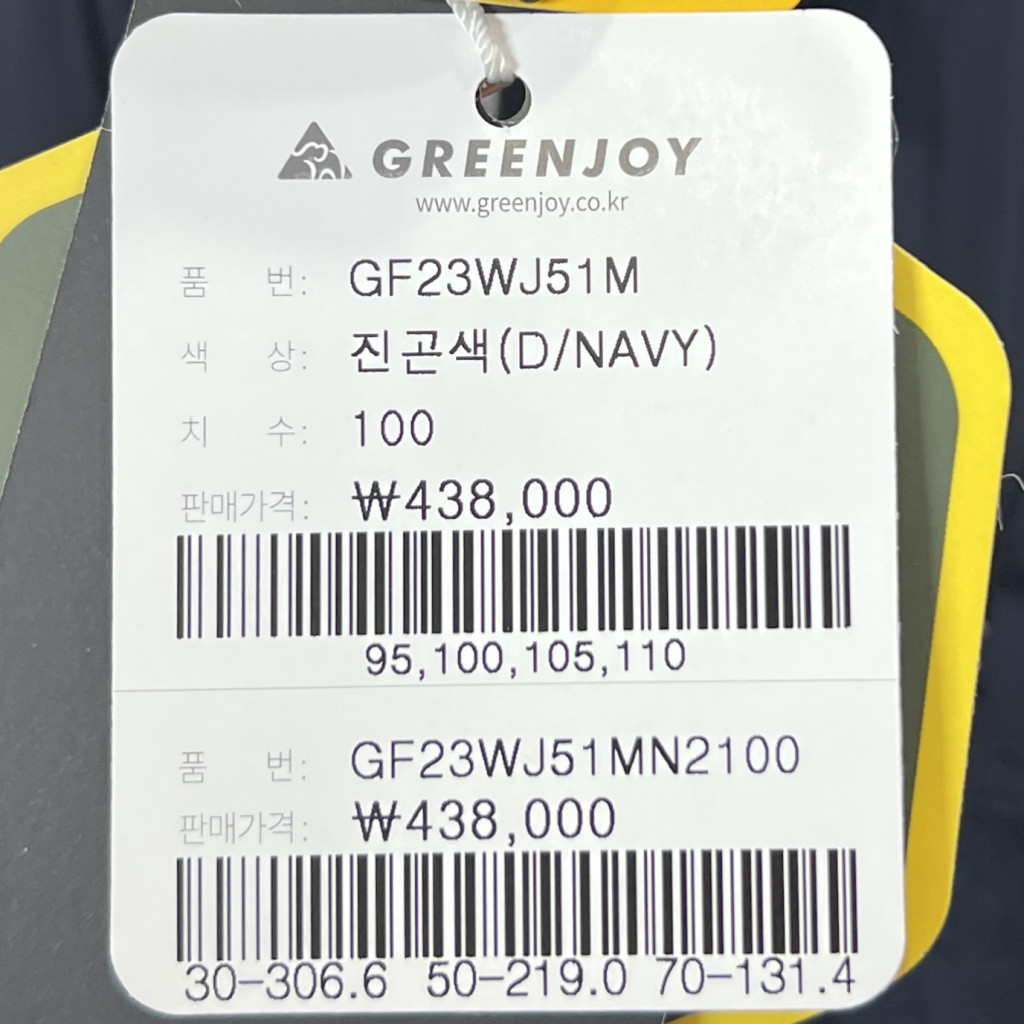 GREENJOY
www.greenjoy.co.kr
품 번: GF23WJ51M
색 상: 진곤색(D/NAVY)
치 수: 100
판매가격: ₩438,000
95,100,105,110
품 번: GF23WJ51MN2100
판매가격: ₩438,000
30-306.6 50-219.0 70-131.4